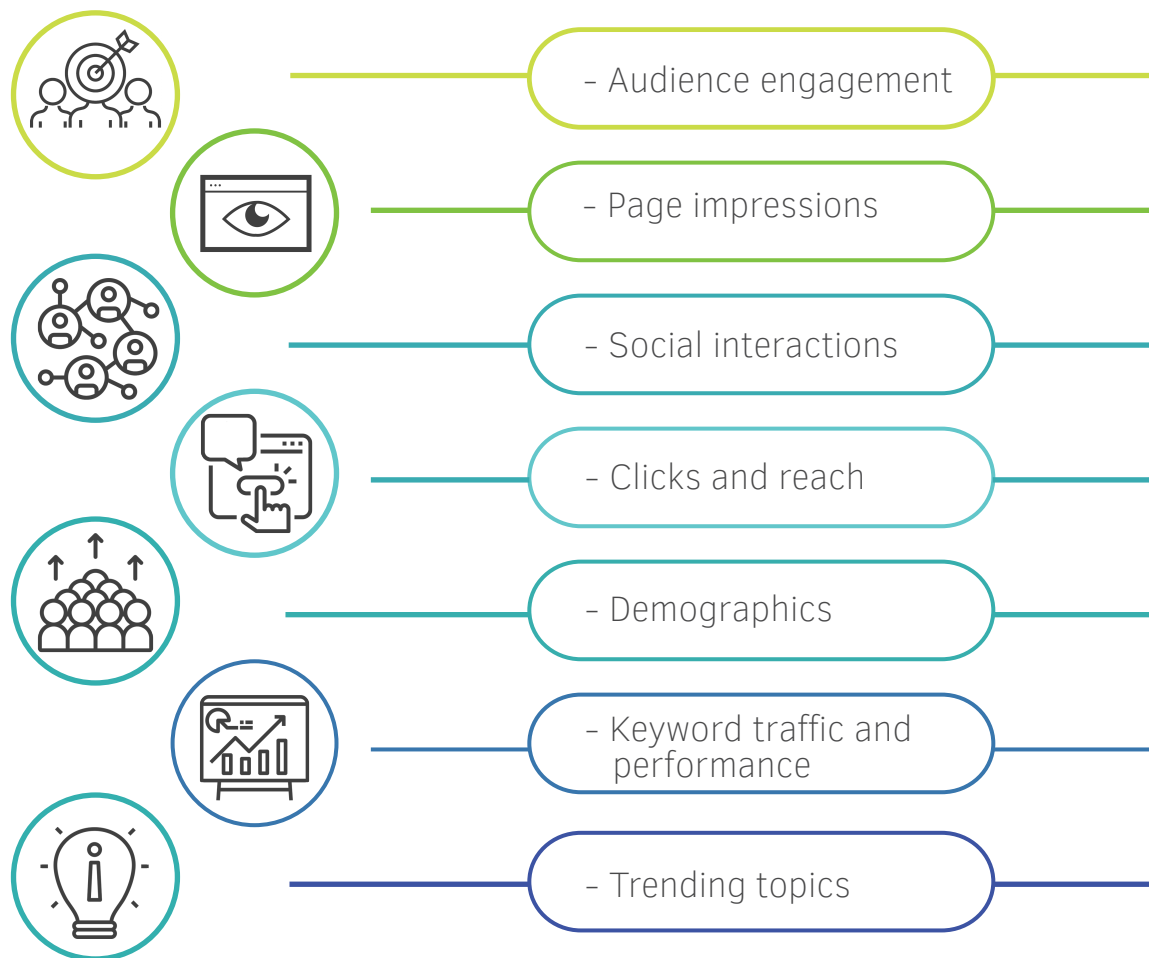 - Audience engagement
- Page impressions
- Social interactions
- Clicks and reach
- Demographics
- Keyword traffic and
performance
- Trending topics